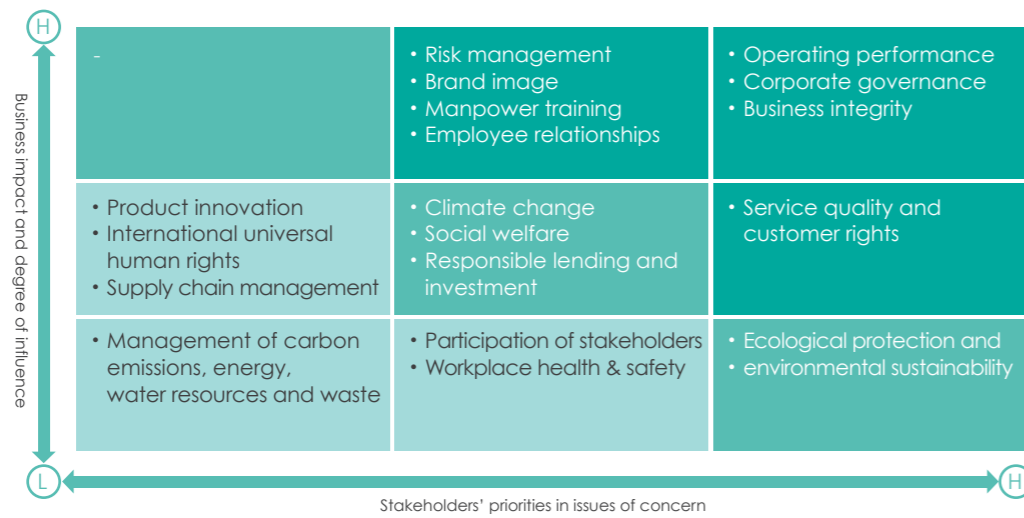 H
Business impact and degree of influence
-
• Risk management
• Brand image
• Manpower training
• Employee relationships
• Operating performance
• Corporate governance
• Business integrity
• Product innovation
• International universal
human rights
• Supply chain management
• Climate change
• Social welfare
• Responsible lending and
investment
• Service quality and
customer rights
• Management of carbon
emissions, energy,
water resources and waste
• Participation of stakeholders
• Workplace health & safety
• Ecological protection and
• environmental sustainability
L
H
Stakeholders’ priorities in issues of concern